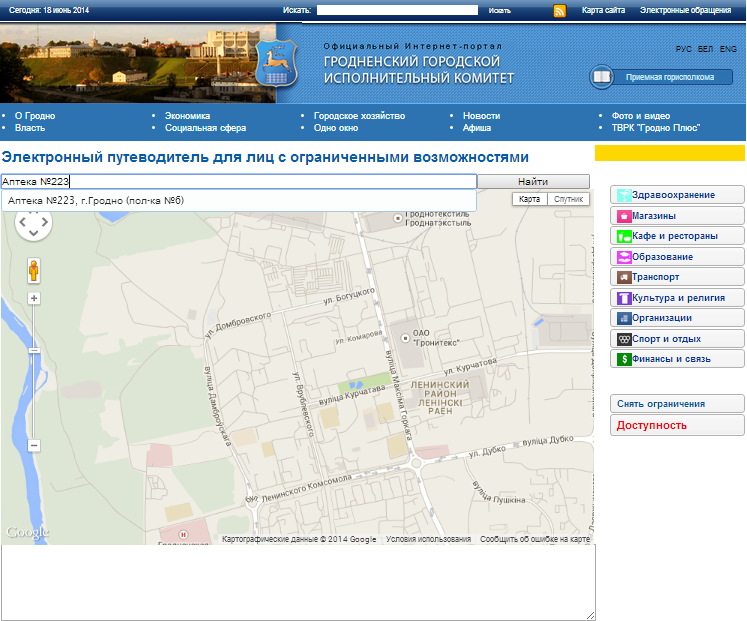 Сегодня: 18 июнь 2014
Искать:
Искать
Карта сайта
Электронные обращения
Официальный Интернет-портал
ГРОДНЕНСКИЙ ГОРОДСКОЙ
ИСПОЛНИТЕЛЬНЫЙ КОМИТЕТ
РУС БЕЛ ENG
Приемная горисполкома
О Гродно
Экономика
Городское хозяйство
Новости
Фото и видео
Власть
Социальная сфера
Одно окно
Афиша
ТВРК "Гродно Плюс"
Электронный путеводитель для лиц с ограниченными возможностями
Аптека №223
Найти
Аптека №223, г.Гродно (пол-ка №6)
Карта
Спутник
Гроднотекстиль
Гроднатэкстыль
ул. Богуцкого
ул. Домбровского
ул. Комарова
ОАО
"Гронитекс"
ул. Курчатова
вуліца Максіма Горкага
ЛЕНИНСКИЙ
РАЙОН
ЛЕНІНСКІ
РАЁН
вуліца Курчатава
вуліца Дамброўскага
ул. Врублевского
вуліца Дубко
ул. Дубко
ул. Ленинского Комсомола
вуліца Пушкіна
Google
Картографические данные © 2014 Google
Условия использования
Сообщить об ошибке на карте
Здравоохранение
Магазины
Кафе и рестораны
Образование
Транспорт
Культура и религия
Организации
Спорт и отдых
Финансы и связь
Снять ограничения
Доступность